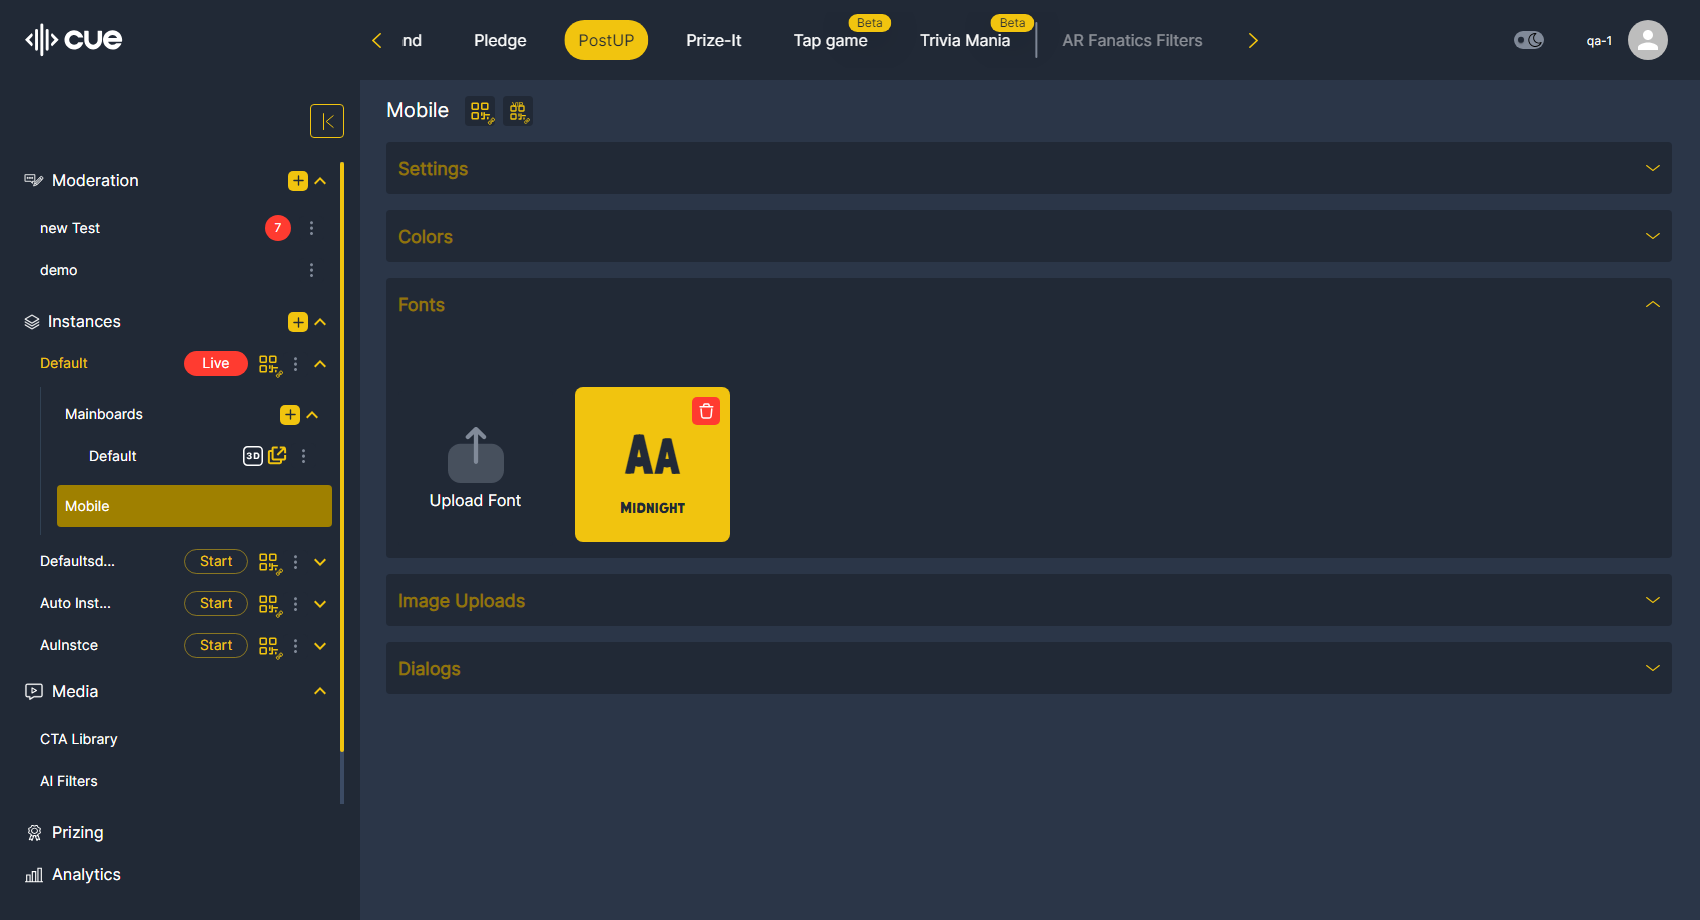 cue
nd
Pledge
PostUP
Prize-It
Tap game
Beta
Trivia Mania
Beta
AR Fanatics Filters
qa-1
Moderation
new Test
7
demo
Instances
Default
Live
Mainboards
Default
3D
Mobile
Defaultsd...
Start
Auto Inst...
Start
AuInstce
Start
Media
CTA Library
AI Filters
Prizing
Analytics
Mobile
VIP
Settings
Colors
Fonts
Upload Font
Aa
Midnight
Image Uploads
Dialogs